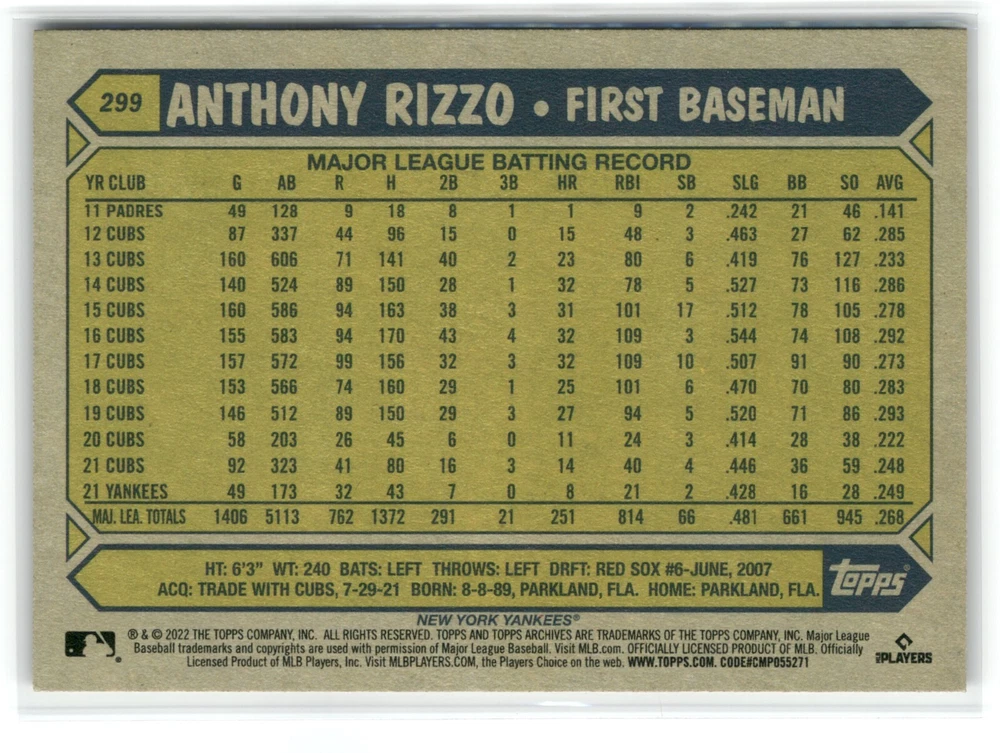 299 ANTHONY RIZZO • FIRST BASEMAN
MAJOR LEAGUE BATTING RECORD
YR CLUB G AB R H 2B 3B HR RBI SB SLG BB SO AVG
11 PADRES 49 128 9 18 8 1 1 9 2 .242 21 46 .141
12 CUBS 87 337 44 96 15 0 15 48 3 .463 27 62 .285
13 CUBS 160 606 71 141 40 2 23 80 6 .419 76 127 .233
14 CUBS 140 524 89 150 28 1 32 78 5 .527 73 116 .286
15 CUBS 160 586 94 163 38 3 31 101 17 .512 78 105 .278
16 CUBS 155 583 94 170 43 4 32 109 3 .544 74 108 .292
17 CUBS 157 572 99 156 32 3 32 109 10 .507 91 90 .273
18 CUBS 153 566 74 160 29 1 25 101 6 .470 70 80 .283
19 CUBS 146 512 89 150 29 3 27 94 5 .520 71 86 .293
20 CUBS 58 203 26 45 6 0 11 24 3 .414 28 38 .222
21 CUBS 92 323 41 80 16 3 14 40 4 .446 36 59 .248
21 YANKEES 49 173 32 43 7 0 8 21 2 .428 16 28 .249
MAJ. LEA. TOTALS 1406 5113 762 1372 291 21 251 814 66 .481 661 945 .268
HT: 6'3" WT: 240 BATS: LEFT THROWS: LEFT DRFT: RED SOX #6-JUNE, 2007
ACQ: TRADE WITH CUBS, 7-29-21 BORN: 8-8-89, PARKLAND, FLA. HOME: PARKLAND, FLA.
topps®
NEW YORK YANKEES®
® & © 2022 THE TOPPS COMPANY, INC. ALL RIGHTS RESERVED. TOPPS AND TOPPS ARCHIVES ARE TRADEMARKS OF THE TOPPS COMPANY, INC. Major League
Baseball trademarks and copyrights are used with permission of Major League Baseball. Visit MLB.com. OFFICIALLY LICENSED PRODUCT OF MLB. Officially
Licensed Product of MLB Players, Inc. Visit MLBPLAYERS.COM, the Players Choice on the web. WWW.TOPPS.COM. CODE#CMP055271
MLB PLAYERS